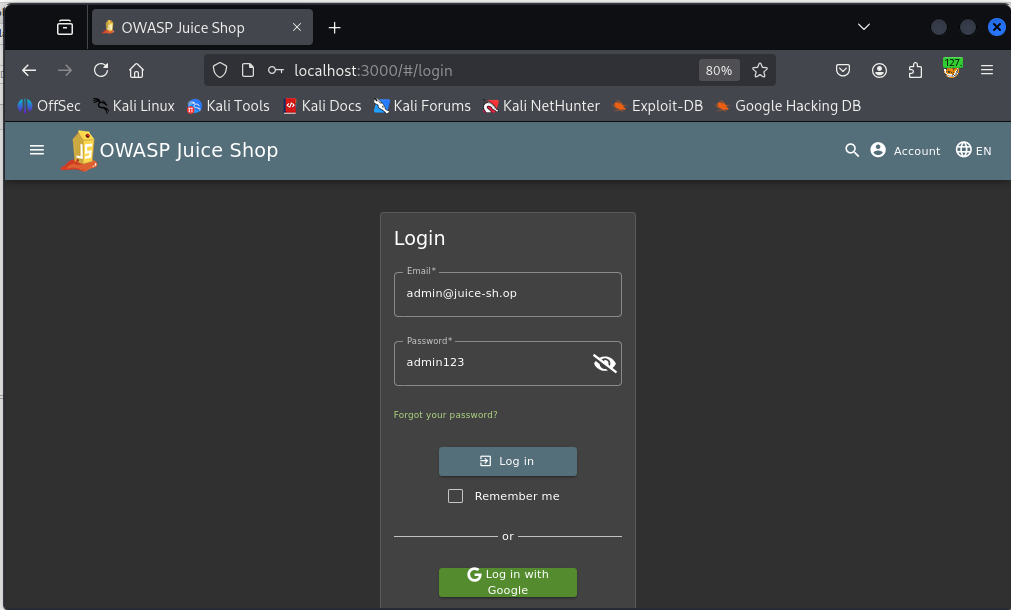 OWASP Juice Shop
localhost:3000/#/login 80% 127.
OffSec Kali Linux Kali Tools Kali Docs Kali Forums Kali NetHunter Exploit-DB Google Hacking DB
JS OWASP Juice Shop Account EN
Login
Email*
admin@juice-sh.op
Password*
admin123
Forgot your password?
Log in
Remember me
or
G Log in with
Google